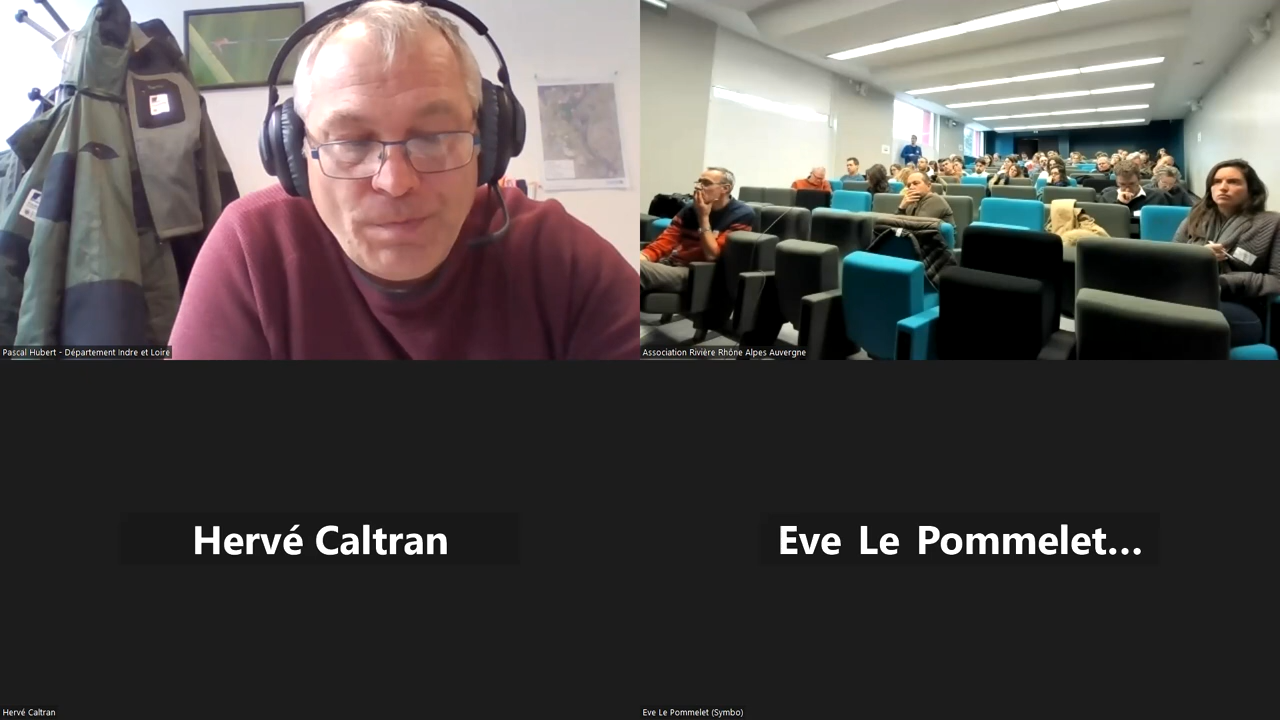 Pascal Hubert - Département Indre et Loire
Association Rivière Rhône Alpes Auvergne
Hervé Caltran
Eve Le Pommelet...
Hervé Caltran
Eve Le Pommelet (Symbo)